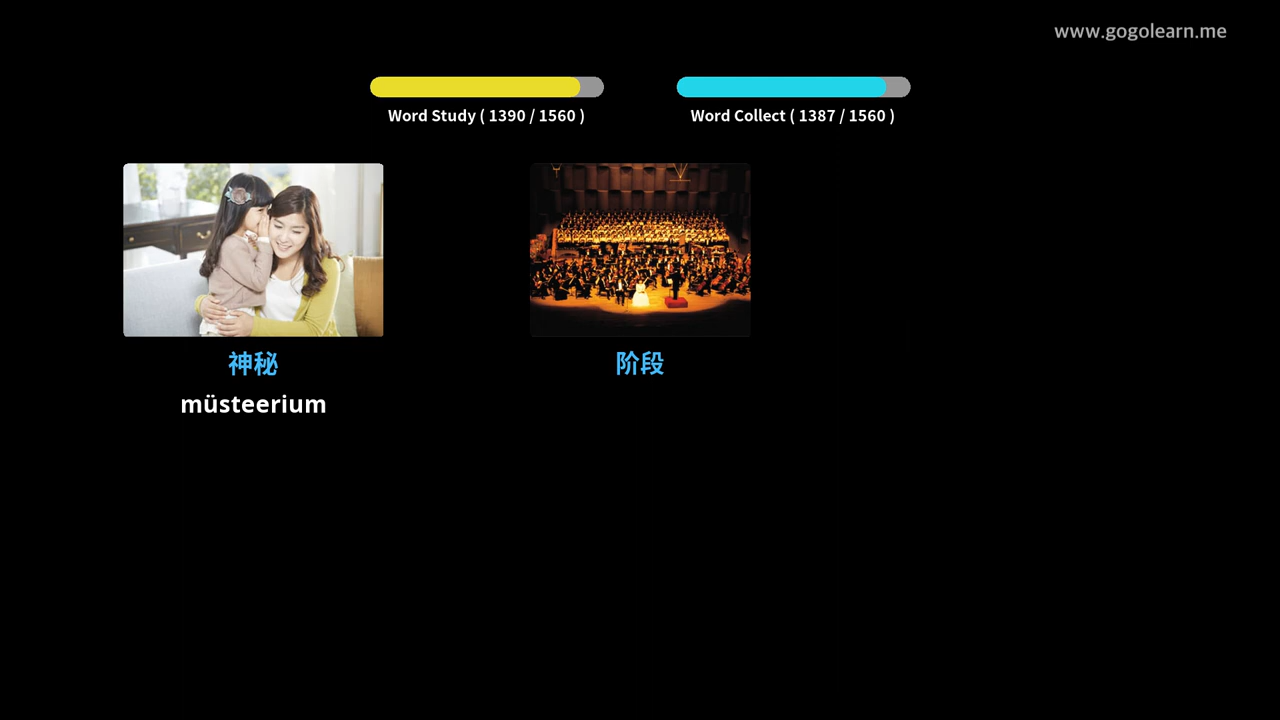 www.gogolearn.me
Word Study ( 1390 / 1560 )
Word Collect ( 1387 / 1560 )
神秘
阶段
müsteerium